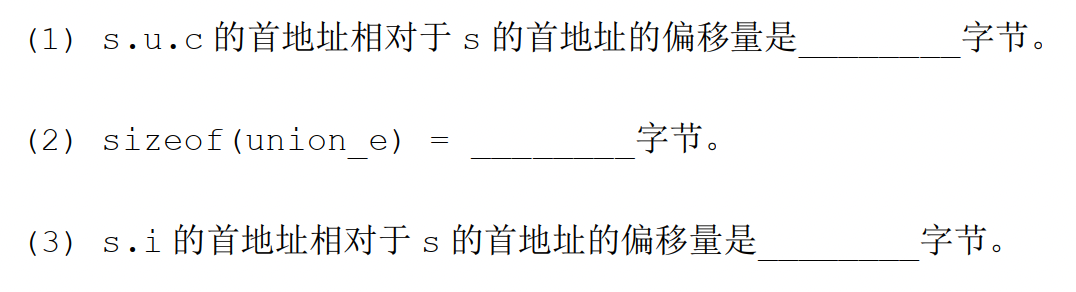 (1) s.u.c 的首地址相对于 s 的首地址的偏移量是________字节。
(2) sizeof(union_e) = ________字节。
(3) s.i 的首地址相对于 s 的首地址的偏移量是________字节。